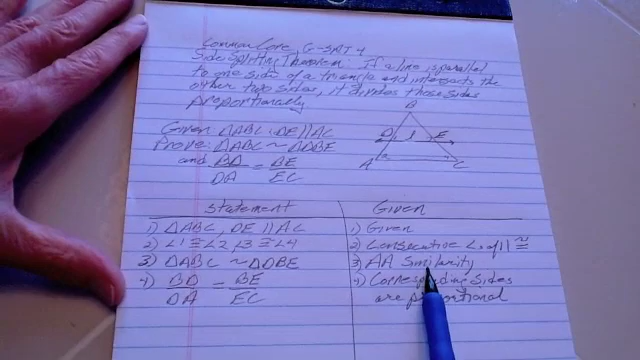 Common Core G-SRT 4
Side Splitting Theorem: If a line is parallel
to one side of a triangle and intersects the
other two sides, it divides those sides
proportionally
B
Given △ABC, DE || AC
Prove: △ABC ~ △DBE
and BD/DA = BE/EC
D E
A C
Statement Given
1) △ABC, DE || AC 1) Given
2) ∠1 ≅ ∠2, ∠3 ≅ ∠4 2) Consecutive ∠s of || ≅
3) △ABC ~ △DBE 3) AA Similarity
4) BD/DA = BE/EC 4) Corresponding Sides
are proportional